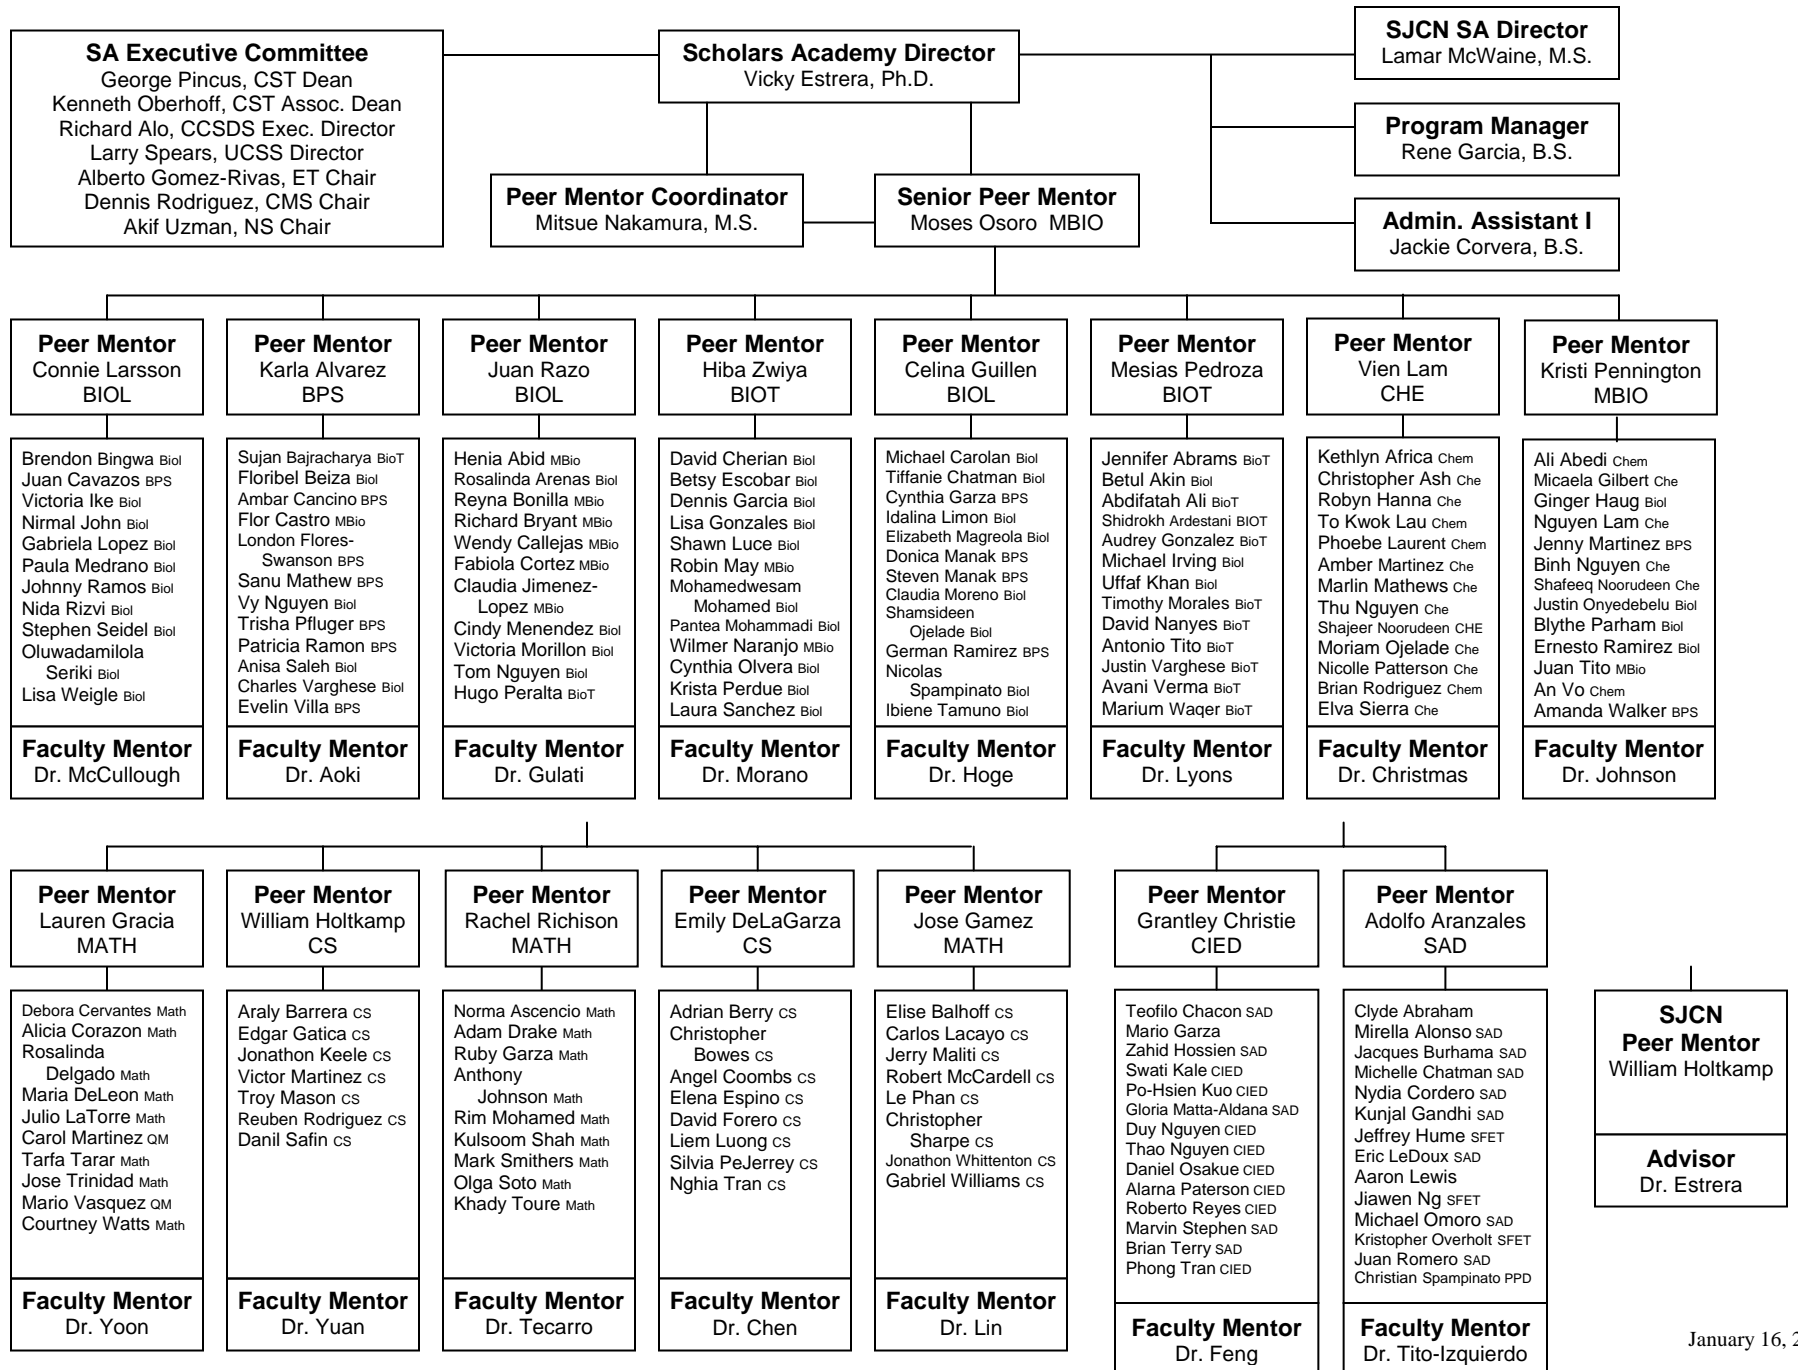 SA Executive Committee
George Pincus, CST Dean
Kenneth Oberhoff, CST Assoc. Dean
Richard Alo, CCSDS Exec. Director
Larry Spears, UCSS Director
Alberto Gomez-Rivas, ET Chair
Dennis Rodriguez, CMS Chair
Akif Uzman, NS Chair
Scholars Academy Director
Vicky Estrera, Ph.D.
SJCN SA Director
Lamar McWaine, M.S.
Program Manager
Rene Garcia, B.S.
Admin. Assistant I
Jackie Corvera, B.S.
Peer Mentor Coordinator
Mitsue Nakamura, M.S.
Senior Peer Mentor
Moses Osoro MBIO
Peer Mentor
Connie Larsson
BIOL
Brendon Bingwa Biol
Juan Cavazos BPS
Victoria Ike Biol
Nirmal John Biol
Gabriela Lopez Biol
Paula Medrano Biol
Johnny Ramos Biol
Nida Rizvi Biol
Stephen Seidel Biol
Oluwadamilola
Seriki Biol
Lisa Weigle Biol
Faculty Mentor
Dr. McCullough
Peer Mentor
Karla Alvarez
BPS
Sujan Bajracharya BioT
Floribel Beiza Biol
Ambar Cancino BPS
Flor Castro MBio
London Flores-
Swanson BPS
Sanu Mathew BPS
Vy Nguyen Biol
Trisha Pfluger BPS
Patricia Ramon BPS
Anisa Saleh Biol
Charles Varghese Biol
Evelin Villa BPS
Faculty Mentor
Dr. Aoki
Peer Mentor
Juan Razo
BIOL
Henia Abid MBio
Rosalinda Arenas Biol
Reyna Bonilla MBio
Richard Bryant MBio
Wendy Callejas MBio
Fabiola Cortez MBio
Claudia Jimenez-
Lopez MBio
Cindy Menendez Biol
Victoria Morillon Biol
Tom Nguyen Biol
Hugo Peralta BioT
Faculty Mentor
Dr. Gulati
Peer Mentor
Hiba Zwiya
BIOT
David Cherian Biol
Betsy Escobar Biol
Dennis Garcia Biol
Lisa Gonzales Biol
Shawn Luce Biol
Robin May MBio
Mohamedwesam
Mohamed Biol
Pantea Mohammadi Biol
Wilmer Naranjo MBio
Cynthia Olvera Biol
Krista Perdue Biol
Laura Sanchez Biol
Faculty Mentor
Dr. Morano
Peer Mentor
Celina Guillen
BIOL
Michael Carolan Biol
Tiffanie Chatman Biol
Cynthia Garza BPS
Idalina Limon Biol
Elizabeth Magreola Biol
Donica Manak BPS
Steven Manak BPS
Claudia Moreno Biol
Shamsideen
Ojelade Biol
German Ramirez BPS
Nicolas
Spampinato Biol
Ibiene Tamuno Biol
Faculty Mentor
Dr. Hoge
Peer Mentor
Mesias Pedroza
BIOT
Jennifer Abrams BioT
Betul Akin Biol
Abdifatah Ali BioT
Shidrokh Ardestani BIOT
Audrey Gonzalez BioT
Michael Irving Biol
Uffaf Khan Biol
Timothy Morales BioT
David Nanyes BioT
Antonio Tito BioT
Justin Varghese BioT
Avani Verma BioT
Marium Waqer BioT
Faculty Mentor
Dr. Lyons
Peer Mentor
Vien Lam
CHE
Kethlyn Africa Chem
Christopher Ash Che
Robyn Hanna Che
To Kwok Lau Chem
Phoebe Laurent Chem
Amber Martinez Che
Marlin Mathews Che
Thu Nguyen Che
Shajeer Noorudeen CHE
Moriam Ojelade Che
Nicolle Patterson Che
Brian Rodriguez Chem
Elva Sierra Che
Faculty Mentor
Dr. Christmas
Peer Mentor
Kristi Pennington
MBIO
Ali Abedi Chem
Micaela Gilbert Che
Ginger Haug Biol
Nguyen Lam Che
Jenny Martinez BPS
Binh Nguyen Che
Shafeeq Noorudeen Che
Justin Onyedebelu Biol
Blythe Parham Biol
Ernesto Ramirez Biol
Juan Tito MBio
An Vo Chem
Amanda Walker BPS
Faculty Mentor
Dr. Johnson
Peer Mentor
Lauren Gracia
MATH
Debora Cervantes Math
Alicia Corazon Math
Rosalinda
Delgado Math
Maria DeLeon Math
Julio LaTorre Math
Carol Martinez QM
Tarfa Tarar Math
Jose Trinidad Math
Mario Vasquez QM
Courtney Watts Math
Faculty Mentor
Dr. Yoon
Peer Mentor
William Holtkamp
CS
Araly Barrera CS
Edgar Gatica CS
Jonathon Keele CS
Victor Martinez CS
Troy Mason CS
Reuben Rodriguez CS
Danil Safin CS
Faculty Mentor
Dr. Yuan
Peer Mentor
Rachel Richison
MATH
Norma Ascencio Math
Adam Drake Math
Ruby Garza Math
Anthony
Johnson Math
Rim Mohamed Math
Kulsoom Shah Math
Mark Smithers Math
Olga Soto Math
Khady Toure Math
Faculty Mentor
Dr. Tecarro
Peer Mentor
Emily DeLaGarza
CS
Adrian Berry CS
Christopher
Bowes CS
Angel Coombs CS
Elena Espino CS
David Forero CS
Liem Luong CS
Silvia PeJerrey CS
Nghia Tran CS
Faculty Mentor
Dr. Chen
Peer Mentor
Jose Gamez
MATH
Elise Balhoff CS
Carlos Lacayo CS
Jerry Maliti CS
Robert McCardell CS
Le Phan CS
Christopher
Sharpe CS
Jonathon Whittenton CS
Gabriel Williams CS
Faculty Mentor
Dr. Lin
Peer Mentor
Grantley Christie
CIED
Teofilo Chacon SAD
Mario Garza
Zahid Hossien SAD
Swati Kale CIED
Po-Hsien Kuo CIED
Gloria Matta-Aldana SAD
Duy Nguyen CIED
Thao Nguyen CIED
Daniel Osakue CIED
Alarna Paterson CIED
Roberto Reyes CIED
Marvin Stephen SAD
Brian Terry SAD
Phong Tran CIED
Faculty Mentor
Dr. Feng
Peer Mentor
Adolfo Aranzales
SAD
Clyde Abraham
Mirella Alonso SAD
Jacques Burhama SAD
Michelle Chatman SAD
Nydia Cordero SAD
Kunjal Gandhi SAD
Jeffrey Hume SFET
Eric LeDoux SAD
Aaron Lewis
Jiawen Ng SFET
Michael Omoro SAD
Kristopher Overholt SFET
Juan Romero SAD
Christian Spampinato PPD
Faculty Mentor
Dr. Tito-Izquierdo
SJCN
Peer Mentor
William Holtkamp
Advisor
Dr. Estrera
January 16, 2